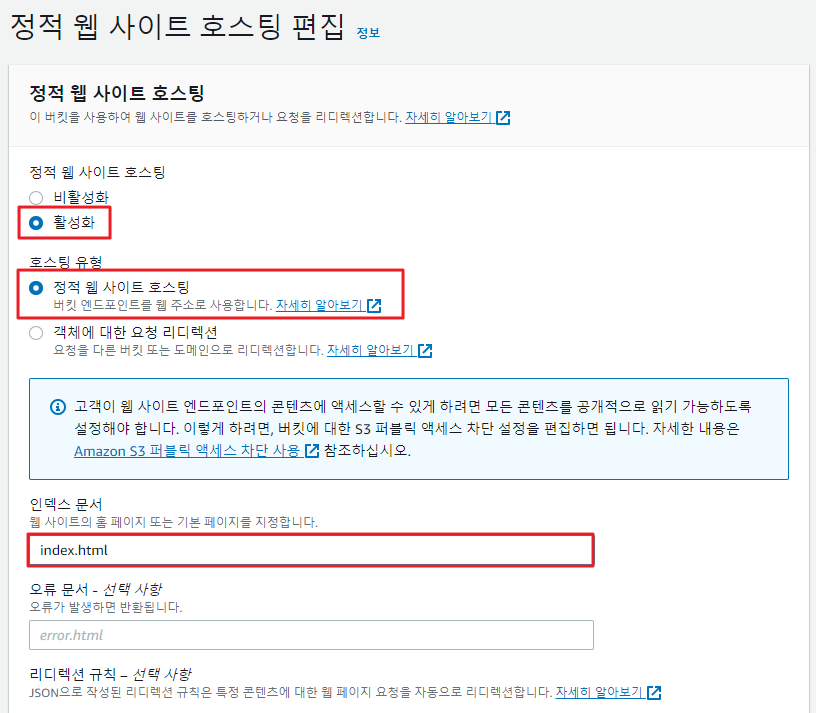 정적 웹 사이트 호스팅 편집 정보
정적 웹 사이트 호스팅
이 버킷을 사용하여 웹 사이트를 호스팅하거나 요청을 리디렉션합니다. 자세히 알아보기
정적 웹 사이트 호스팅
비활성화
활성화
호스팅 유형
정적 웹 사이트 호스팅
버킷 엔드포인트를 웹 주소로 사용합니다. 자세히 알아보기
객체에 대한 요청 리디렉션
요청을 다른 버킷 또는 도메인으로 리디렉션합니다. 자세히 알아보기
고객이 웹 사이트 엔드포인트의 콘텐츠에 액세스할 수 있게 하려면 모든 콘텐츠를 공개적으로 읽기 가능하도록
설정해야 합니다. 이렇게 하려면, 버킷에 대한 S3 퍼블릭 액세스 차단 설정을 편집하면 됩니다. 자세한 내용은
Amazon S3 퍼블릭 액세스 차단 사용 참조하십시오.
인덱스 문서
웹 사이트의 홈 페이지 또는 기본 페이지를 지정합니다.
index.html
오류 문서 - 선택 사항
오류가 발생하면 반환됩니다.
error.html
리디렉션 규칙 – 선택 사항
JSON으로 작성된 리디렉션 규칙은 특정 콘텐츠에 대한 웹 페이지 요청을 자동으로 리디렉션합니다. 자세히 알아보기